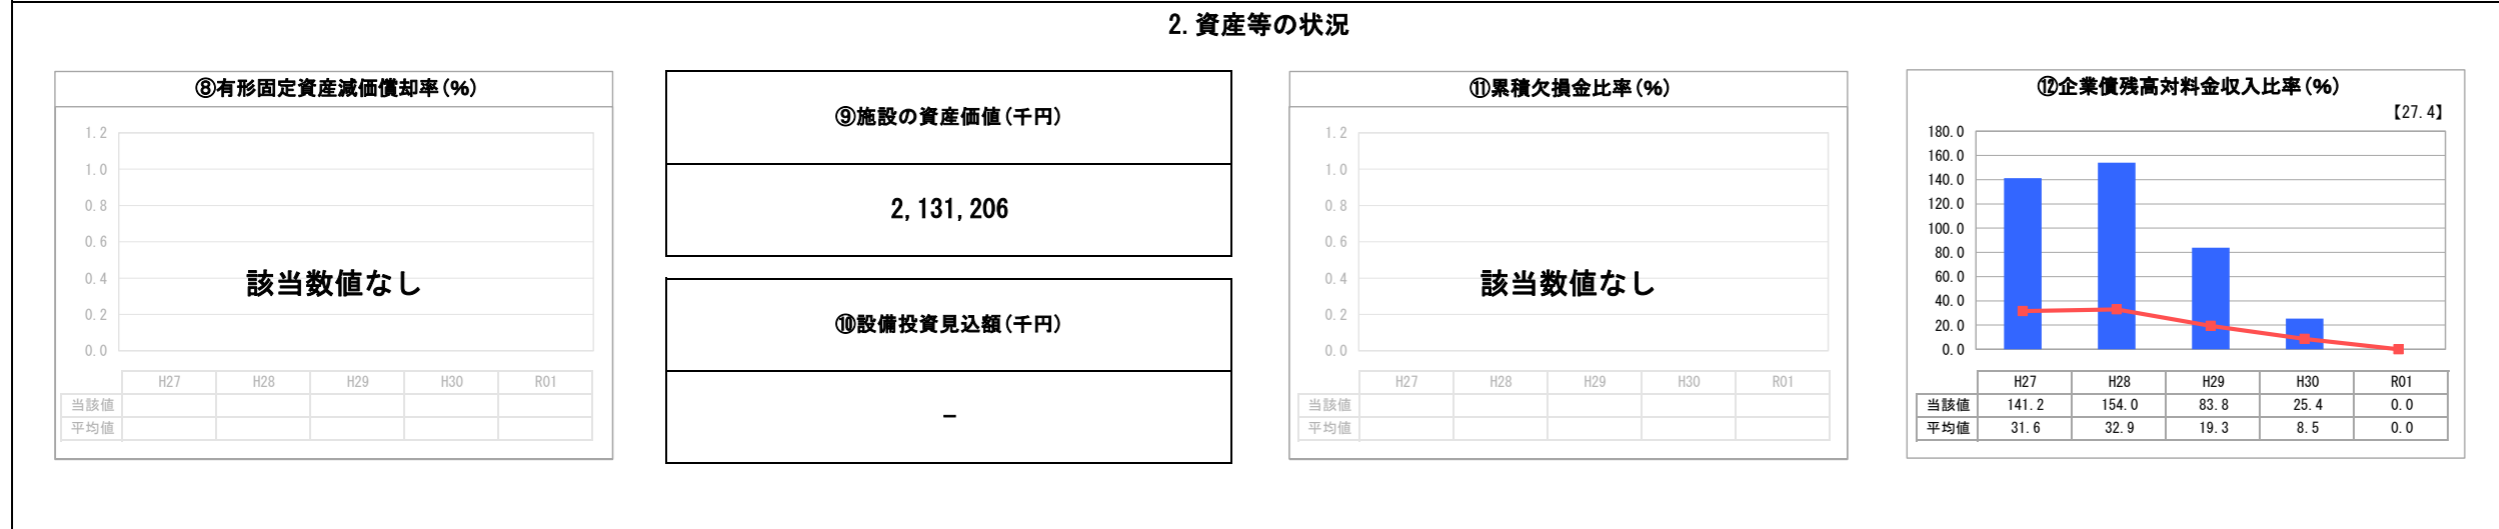 2.資産等の状況
⑧有形固定資産減価償却率(%)
1.2
1.0
0.8
0.6
0.4
0.2
0.0
該当数値なし
H27 H28 H29 H30 R01
当該値
平均値
⑨施設の資産価値(千円)
2,131,206
⑩設備投資見込額(千円)
-
⑪累積欠損金比率(%)
1.2
1.0
0.8
0.6
0.4
0.2
0.0
該当数値なし
H27 H28 H29 H30 R01
当該値
平均値
⑫企業債残高対料金収入比率(%)
【27.4】
180.0
160.0
140.0
120.0
100.0
80.0
60.0
40.0
20.0
0.0
H27 H28 H29 H30 R01
当該値 141.2 154.0 83.8 25.4 0.0
平均値 31.6 32.9 19.3 8.5 0.0